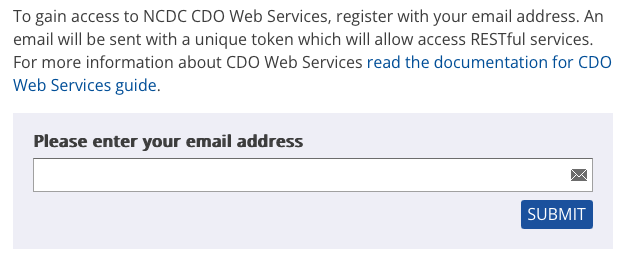 To gain access to NCDC CDO Web Services, register with your email address. An
email will be sent with a unique token which will allow access RESTful services.
For more information about CDO Web Services read the documentation for CDO
Web Services guide.
Please enter your email address
SUBMIT